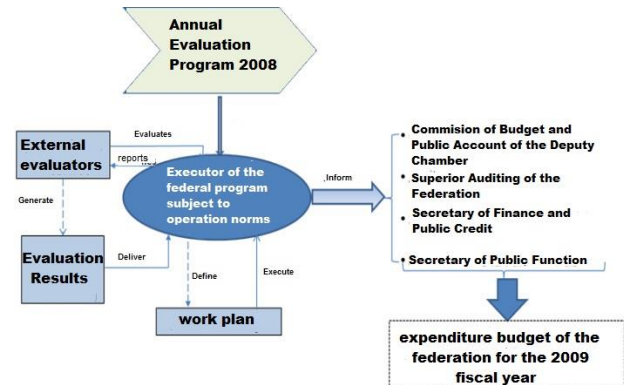 Annual
Evaluation
Program 2008
Evaluates
External
evaluators
reports
Executor of the
federal program
subject to
operation norms
Inform
• Commision of Budget and
Public Account of the Deputy
Chamber
• Superior Auditing of the
Federation
• Secretary of Finance and
Public Credit
• Secretary of Public Function
Generate
Evaluation
Results
Deliver
Define
Execute
work plan
expenditure budget of the
federation for the 2009
fiscal year